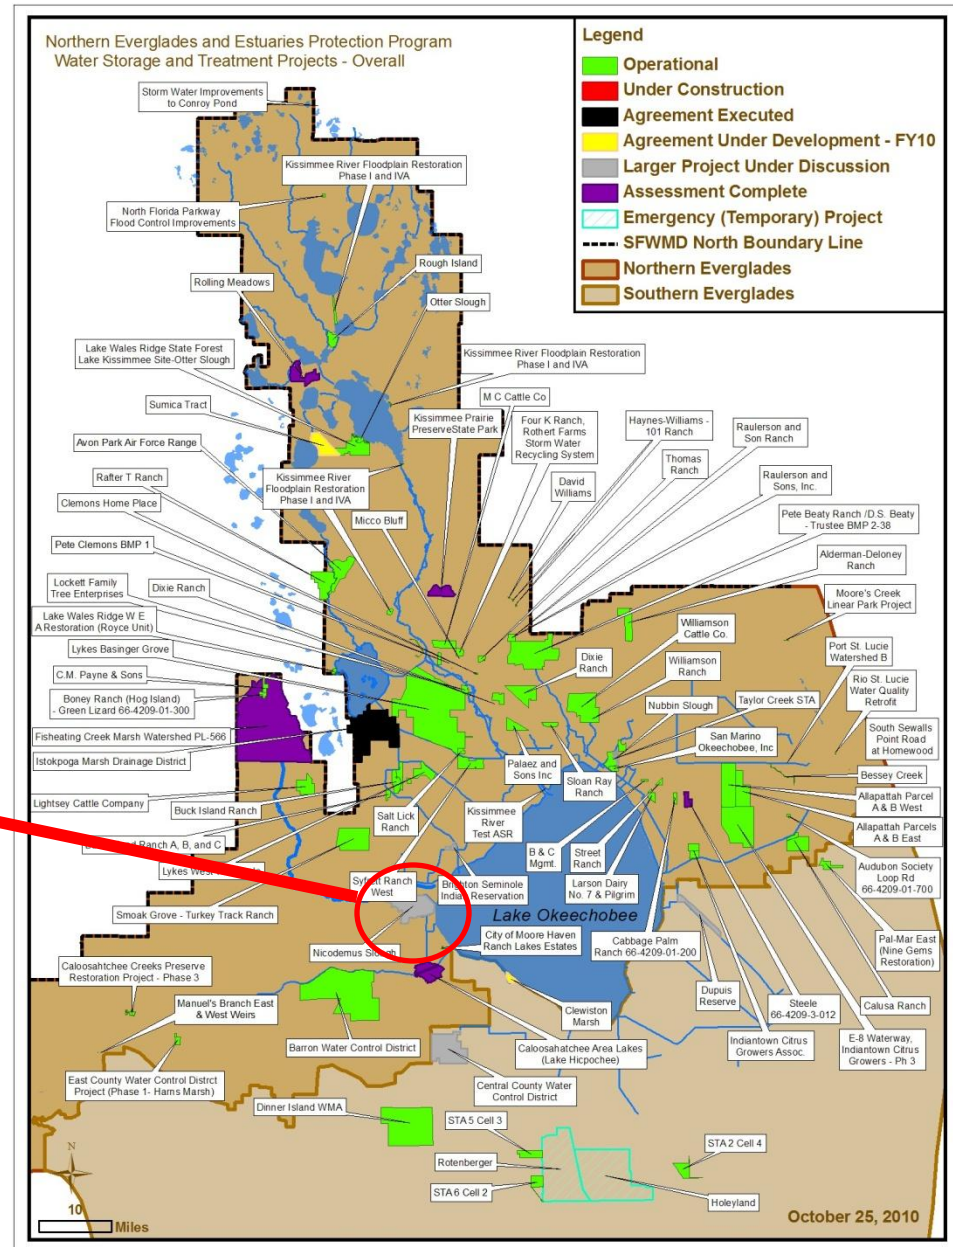 Northern Everglades and Estuaries Protection Program
Water Storage and Treatment Projects - Overall
Legend
Operational
Under Construction
Agreement Executed
Agreement Under Development - FY10
Larger Project Under Discussion
Assessment Complete
Emergency (Temporary) Project
SFWMD North Boundary Line
Northern Everglades
Southern Everglades
Storm Water Improvements
to Conroy Pond
Kissimmee River Floodplain Restoration
Phase I and IVA
North Florida Parkway
Flood Control Improvements
Rough Island
Rolling Meadows
Otter Slough
Lake Wales Ridge State Forest
Lake Kissimmee Site-Otter Slough
Kissimmee River Floodplain Restoration
Phase I and IVA
Sumica Tract
M C Cattle Co
Kissimmee Prairie
PreserveState Park
Four K Ranch,
Rothert Farms
Storm Water
Recycling System
Haynes-Williams -
101 Ranch
Raulerson and
Son Ranch
Avon Park Air Force Range
Thomas
Ranch
Rafter T Ranch
Kissimmee River
Floodplain Restoration
Phase I and IVA
David
Williams
Raulerson and
Sons, Inc.
Clemons Home Place
Micco Bluff
Pete Beaty Ranch /D.S. Beaty
- Trustee BMP 2-38
Pete Clemons BMP 1
Alderman-Deloney
Ranch
Lockett Family
Tree Enterprises
Dixie Ranch
Moore's Creek
Linear Park Project
Lake Wales Ridge W E
A Restoration (Royce Unit)
Williamson
Cattle Co.
Port St. Lucie
Watershed B
Lykes Basinger Grove
Dixie
Ranch
Williamson
Ranch
Rio St. Lucie
Water Quality
Retrofit
C.M. Payne & Sons
Boney Ranch (Hog Island)
- Green Lizard 66-4209-01-300
Nubbin Slough
Taylor Creek STA
South Sewalls
Point Road
at Homewood
Fisheating Creek Marsh Watershed PL-566
San Marino
Okeechobee, Inc
Istokpoga Marsh Drainage District
Palaez and
Sons Inc
Sloan Ray
Ranch
Bessey Creek
Lightsey Cattle Company
Buck Island Ranch
Allapattah Parcel
A & B West
Salt Lick
Ranch
Kissimmee
River
Test ASR
Allapattah Parcels
A & B East
Ranch A, B, and C
B & C
Mgmt.
Street
Ranch
Lykes West
Audubon Society
Loop Rd
66-4209-01-700
Syfrett Ranch
West
Brighton Seminole
Indian Reservation
Larson Dairy
No. 7 & Pilgrim
Smoak Grove - Turkey Track Ranch
Lake Okeechobee
City of Moore Haven
Ranch Lakes Estates
Cabbage Palm
Ranch 66-4209-01-200
Pal-Mar East
(Nine Gems
Restoration)
Nicodemus Slough
Caloosahtchee Creeks Preserve
Restoration Project - Phase 3
Dupuis
Reserve
Steele
66-4209-3-012
Calusa Ranch
Manuel's Branch East
& West Weirs
Clewiston
Marsh
Barron Water Control District
Caloosahatchee Area Lakes
(Lake Hicpochee)
Indiantown Citrus
Growers Assoc.
E-8 Waterway,
Indiantown Citrus
Growers - Ph 3
East County Water Control Distrct
Project (Phase 1- Harns Marsh)
Central County Water
Control District
Dinner Island WMA
STA 5 Cell 3
STA 2 Cell 4
Rotenberger
STA 6 Cell 2
Holeyland
N
10
Miles
October 25, 2010